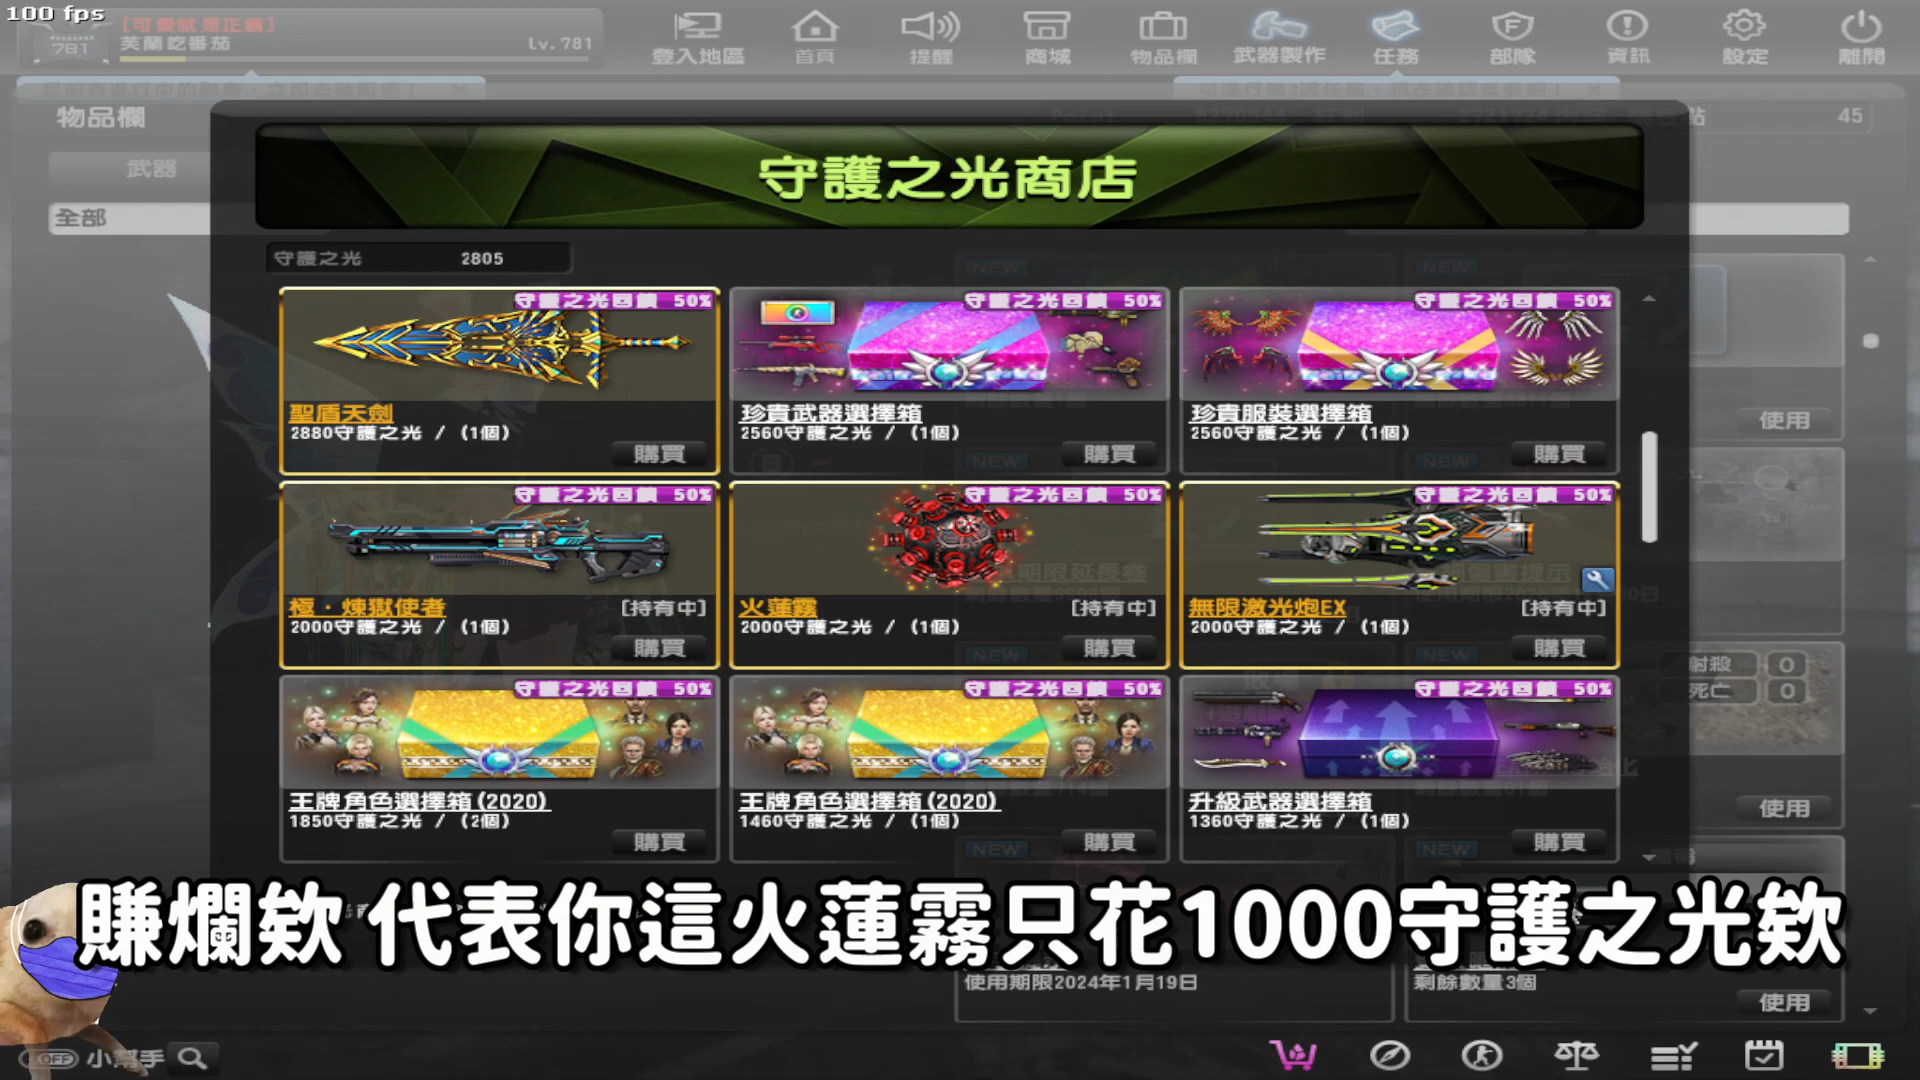 100 fps
781
[可愛就是正義]
芙蘭吃番茄
Lv.781
登入地區
首頁
提醒
商城
物品欄
武器製作
任務
部隊
資訊
設定
離開
物品欄
45
武器
全部
守護之光商店
守護之光 2805
守護之光回饋 50%
聖盾天劍
2880守護之光 / (1個)
購買
守護之光回饋 50%
珍貴武器選擇箱
2560守護之光 / (1個)
購買
守護之光回饋 50%
珍貴服裝選擇箱
2560守護之光 / (1個)
購買
守護之光回饋 50%
極·煉獄使者
[持有中]
2000守護之光 / (1個)
購買
守護之光回饋 50%
火蓮霧
[持有中]
2000守護之光 / (1個)
購買
守護之光回饋 50%
無限激光炮EX
[持有中]
2000守護之光 / (1個)
購買
守護之光回饋 50%
王牌角色選擇箱(2020)
1850守護之光 / (2個)
購買
守護之光回饋 50%
王牌角色選擇箱(2020)
1460守護之光 / (1個)
購買
守護之光回饋 50%
升級武器選擇箱
1360守護之光 / (1個)
購買
NEW
NEW
使用
NEW
NEW
射殺 0
死亡 0
使用
NEW
NEW
賺爛欸 代表你這火蓮霧只花1000守護之光欸
使用期限2024年1月19日
剩餘數量3個
使用
OFF 小幫手